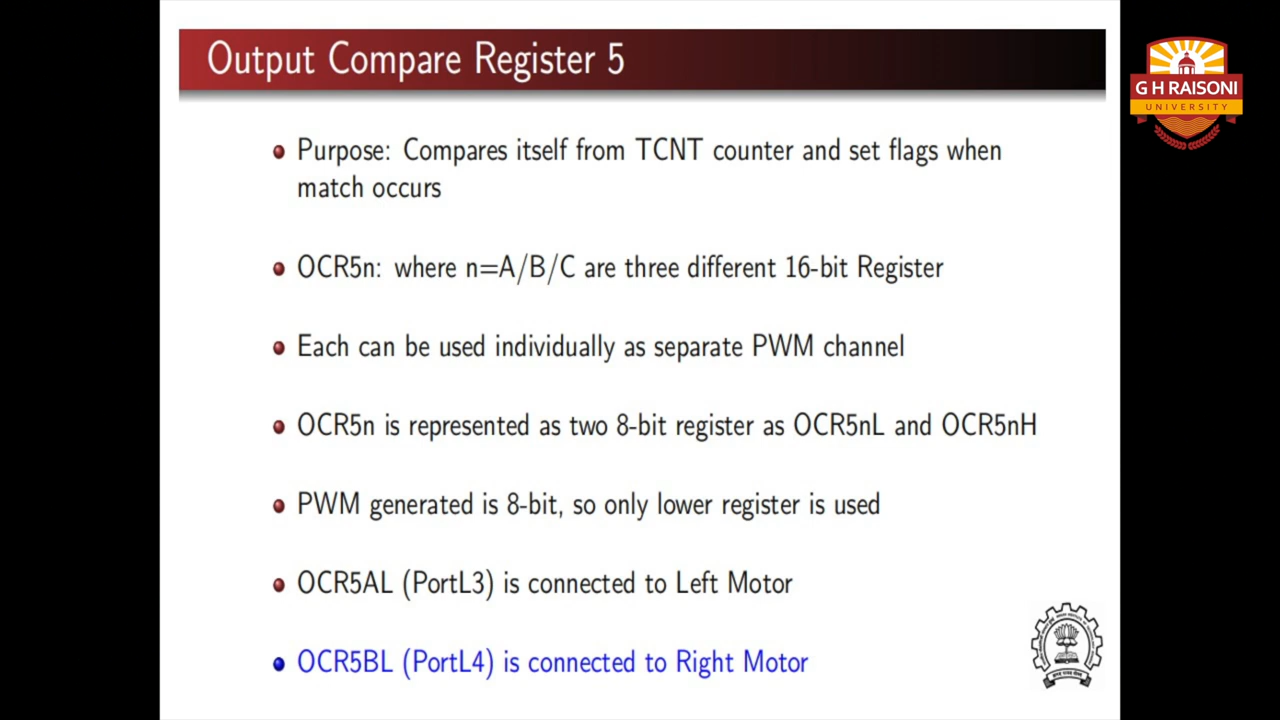 Output Compare Register 5
G H RAISONI
UNIVERSITY
Purpose: Compares itself from TCNT counter and set flags when
match occurs
OCR5n: where n=A/B/C are three different 16-bit Register
Each can be used individually as separate PWM channel
OCR5n is represented as two 8-bit register as OCR5nL and OCR5nH
PWM generated is 8-bit, so only lower register is used
OCR5AL (PortL3) is connected to Left Motor
OCR5BL (PortL4) is connected to Right Motor